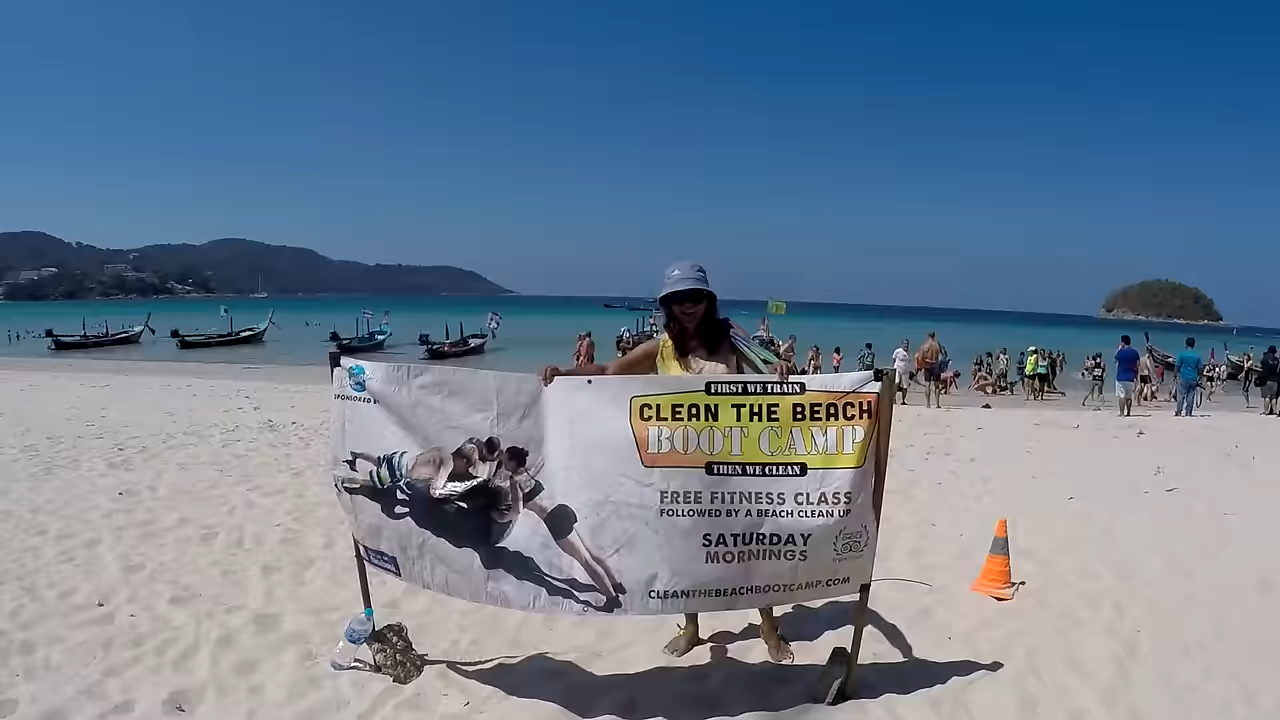 SPONSORED B
FIRST WE TRAIN
CLEAN THE BEACH
BOOT CAMP
THEN WE CLEAN
FREE FITNESS CLASS
FOLLOWED BY A BEACH CLEAN UP
SATURDAY
MORNINGS
CLEANTHEBEACHBOOTCAMP.COM